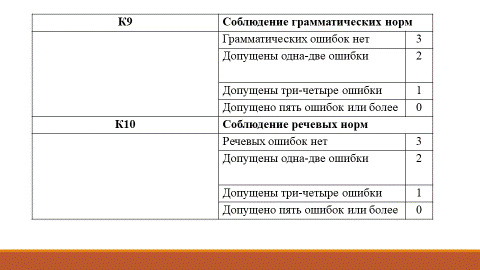 К9 Соблюдение грамматических норм
Грамматических ошибок нет 3
Допущены одна-две ошибки 2
Допущены три-четыре ошибки 1
Допущено пять ошибок или более 0
К10 Соблюдение речевых норм
Речевых ошибок нет 3
Допущены одна-две ошибки 2
Допущены три-четыре ошибки 1
Допущено пять ошибок или более 0